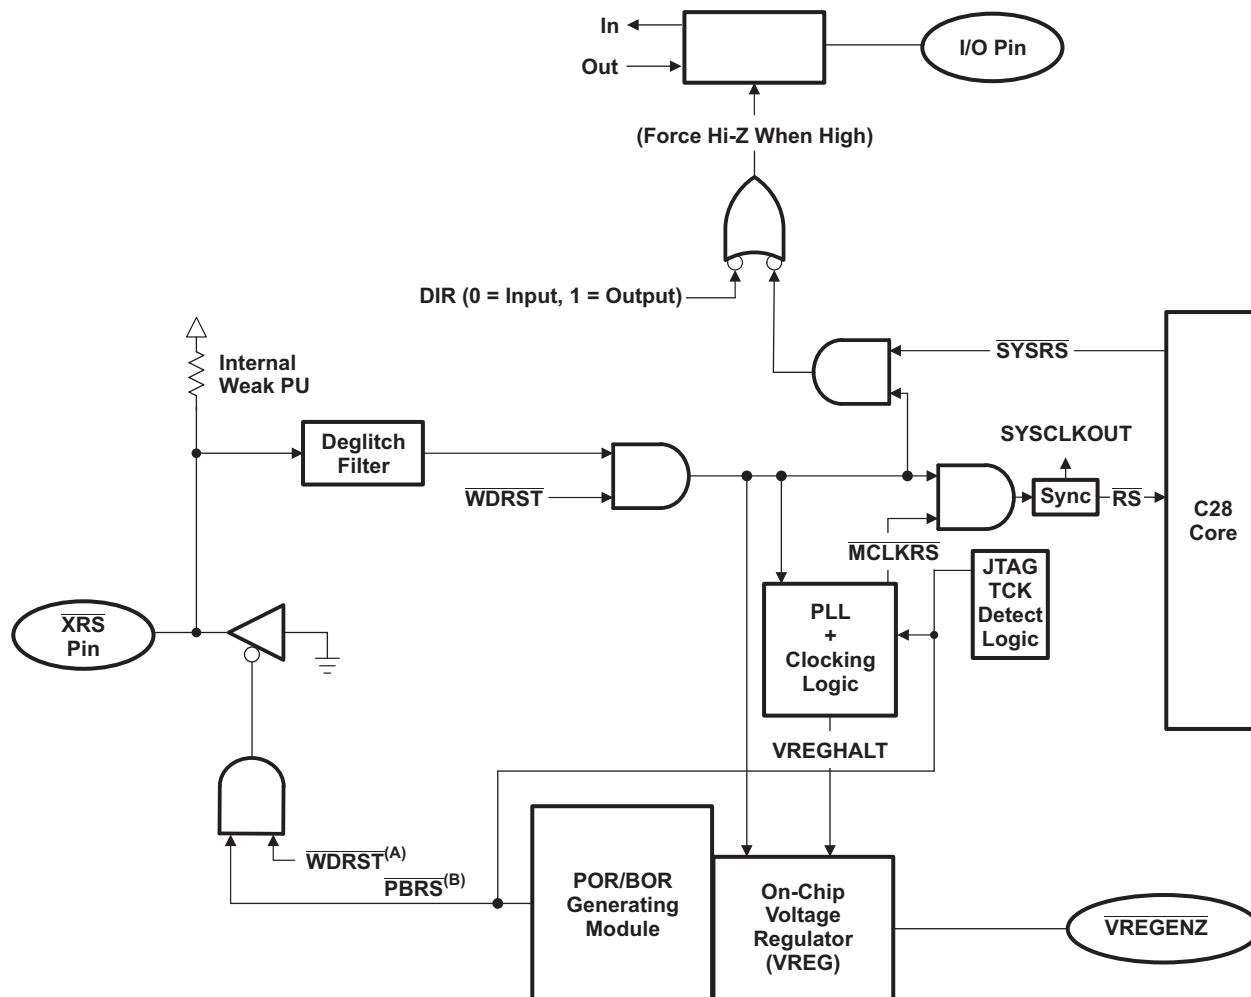 In
Out
I/O Pin
(Force Hi-Z When High)
DIR (0 = Input, 1 = Output)
Internal
Weak PU
SYSRS
Deglitch
Filter
SYSCLKOUT
WDRST
Sync
RS
C28
Core
MCLKRS
JTAG
TCK
Detect
Logic
PLL
+
Clocking
Logic
XRS
Pin
VREGHALT
WDRST(A)
PBRS(B)
POR/BOR
Generating
Module
On-Chip
Voltage
Regulator
(VREG)
VREGENZ